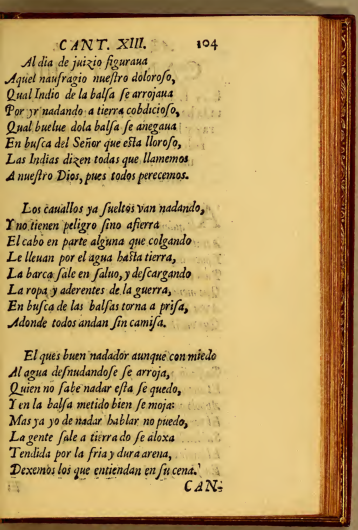 CANT. XIII. 104
Al dia de juizio figuraua
Aquel naufragio nueſtro doloroſo,
Qual Indio de la balſa ſe arrojaua
Por yr nadando a tierra cobdicioſo,
Qual buelue dola balſa ſe anegaua
En buſca del Señor que eſta lloroſo,
Las Indias dizen todas que llamemos
A nueſtro Dios, pues todos perecemos.
Los cauallos ya ſueltos van nadando,
Y no tienen peligro ſino afierra
El cabo en parte alguna que colgando
Le lleuan por el agua haſta tierra,
La barca ſale en ſaluo, y deſcargando
La ropa y aderentes de la guerra,
En buſca de las balſas torna a priſa,
Adonde todos andan ſin camiſa.
El ques buen nadador aunque con miedo
Al agua deſnudandoſe ſe arroja,
Quien no ſabe nadar eſta ſe quedo,
Y en la balſa metido bien ſe moja:
Mas ya yo de nadar hablar no puedo,
La gente ſale a tierra do ſe aloxa
Tendida por la fria y dura arena,
Dexemos los que entiendan en ſu cena.
CAN-